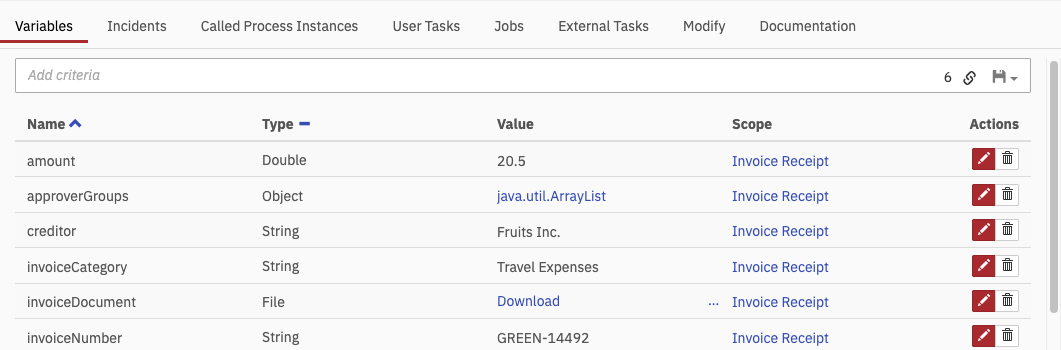 Variables Incidents Called Process Instances User Tasks Jobs External Tasks Modify Documentation
Add criteria 6
Name Type Value Scope Actions
amount Double 20.5 Invoice Receipt
approverGroups Object java.util.ArrayList Invoice Receipt
creditor String Fruits Inc. Invoice Receipt
invoiceCategory String Travel Expenses Invoice Receipt
invoiceDocument File Download ... Invoice Receipt
invoiceNumber String GREEN-14492 Invoice Receipt